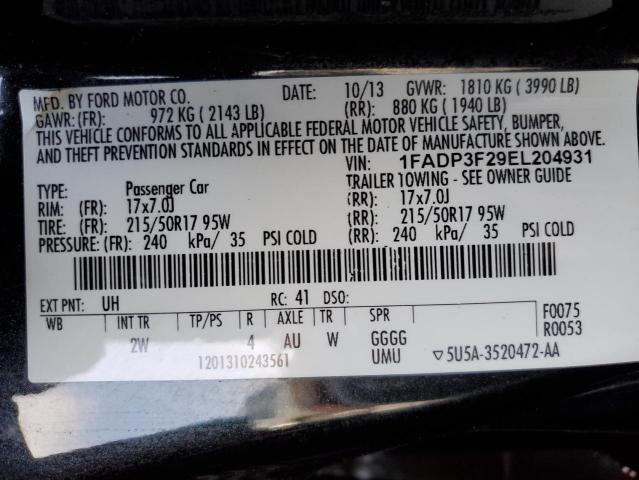 MFD. BY FORD MOTOR CO. DATE: 10/13 GVWR: 1810 KG ( 3990 LB)
GAWR: (FR): 972 KG ( 2143 LB) (RR): 880 KG ( 1940 LB)
THIS VEHICLE CONFORMS TO ALL APPLICABLE FEDERAL MOTOR VEHICLE SAFETY, BUMPER,
AND THEFT PREVENTION STANDARDS IN EFFECT ON THE DATE OF MANUFACTURE SHOWN ABOVE.
VIN: 1FADP3F29EL204931
TYPE: Passenger Car TRAILER TOWING - SEE OWNER GUIDE
RIM: (FR): 17x7.0J (RR): 17x7.0J
TIRE: (FR): 215/50R17 95W (RR): 215/50R17 95W
PRESSURE: (FR): 240 kPa/ 35 PSI COLD (RR): 240 kPa/ 35 PSI COLD
EXT PNT: UH RC: 41 DSO:
WB INT TR TP/PS R AXLE TR SPR F0075
2W 4 AU W GGGG R0053
1201310243561 UMU ▽5U5A-3520472-AA